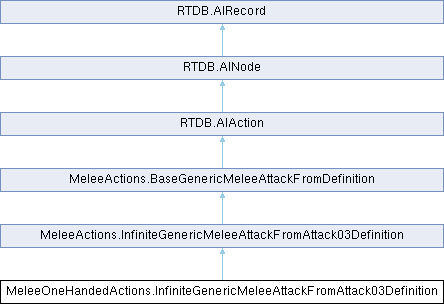 RTDB.AIRecord
RTDB.AINode
RTDB.AIAction
MeleeActions.BaseGenericMeleeAttackFromDefinition
MeleeActions.InfiniteGenericMeleeAttackFromAttack03Definition
MeleeOneHandedActions.InfiniteGenericMeleeAttackFromAttack03Definition